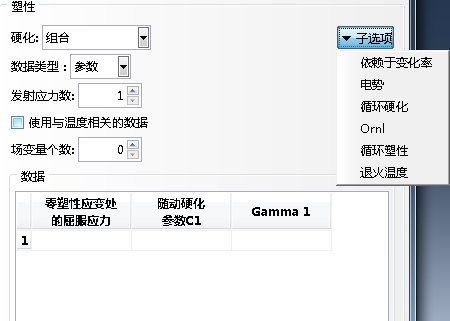 塑性
硬化: 组合
子选项
数据类型: 参数
发射应力数: 1
使用与温度相关的数据
场变量个数: 0
依赖于变化率
电势
循环硬化
Ornl
循环塑性
退火温度
数据
零塑性应变处
的屈服应力
随动硬化
参数C1
Gamma 1
1